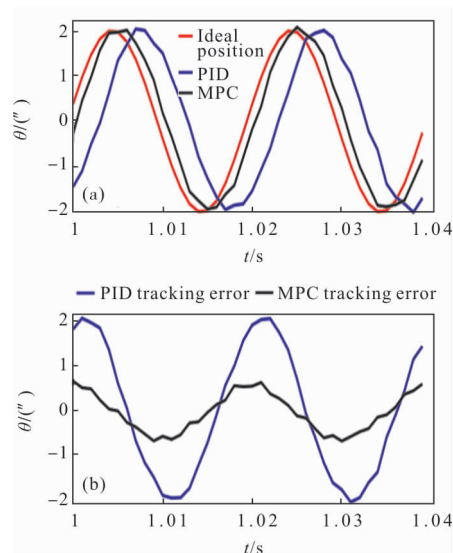 2
1
0
-1
-2
θ/(″)
Ideal
position
PID
MPC
(a)
1 1.01 1.02 1.03 1.04
t/s
PID tracking error MPC tracking error
2
1
0
-1
-2
θ/(″)
(b)
1 1.01 1.02 1.03 1.04
t/s